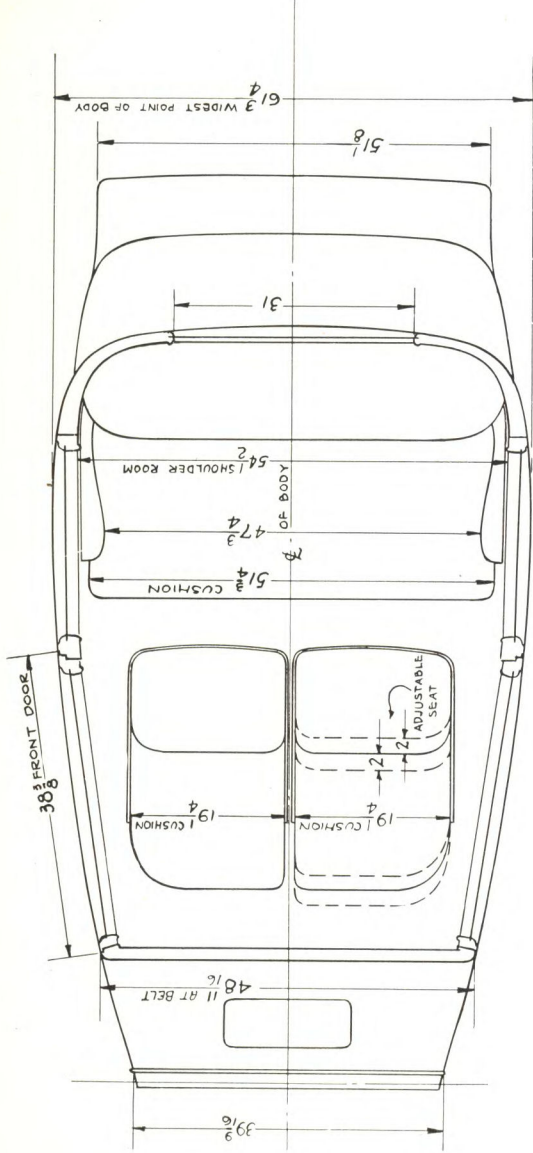 61 3/4 WIDEST POINT OF BODY
51 1/8
31
54 1/2 SHOULDER ROOM
℄ OF BODY
47 3/4
51 3/4 CUSHION
38 3/8 FRONT DOOR
ADJUSTABLE
SEAT
2
2
19 1/4 CUSHION
19 1/4 CUSHION
48 11/16 AT BELT
39 9/16